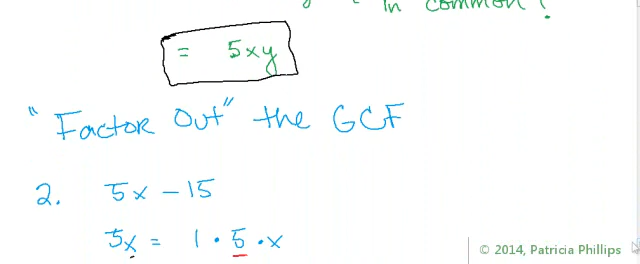 in common?
= 5xy
"Factor Out" the GCF
2. 5x - 15
5x = 1 · 5 · x
© 2014, Patricia Phillips